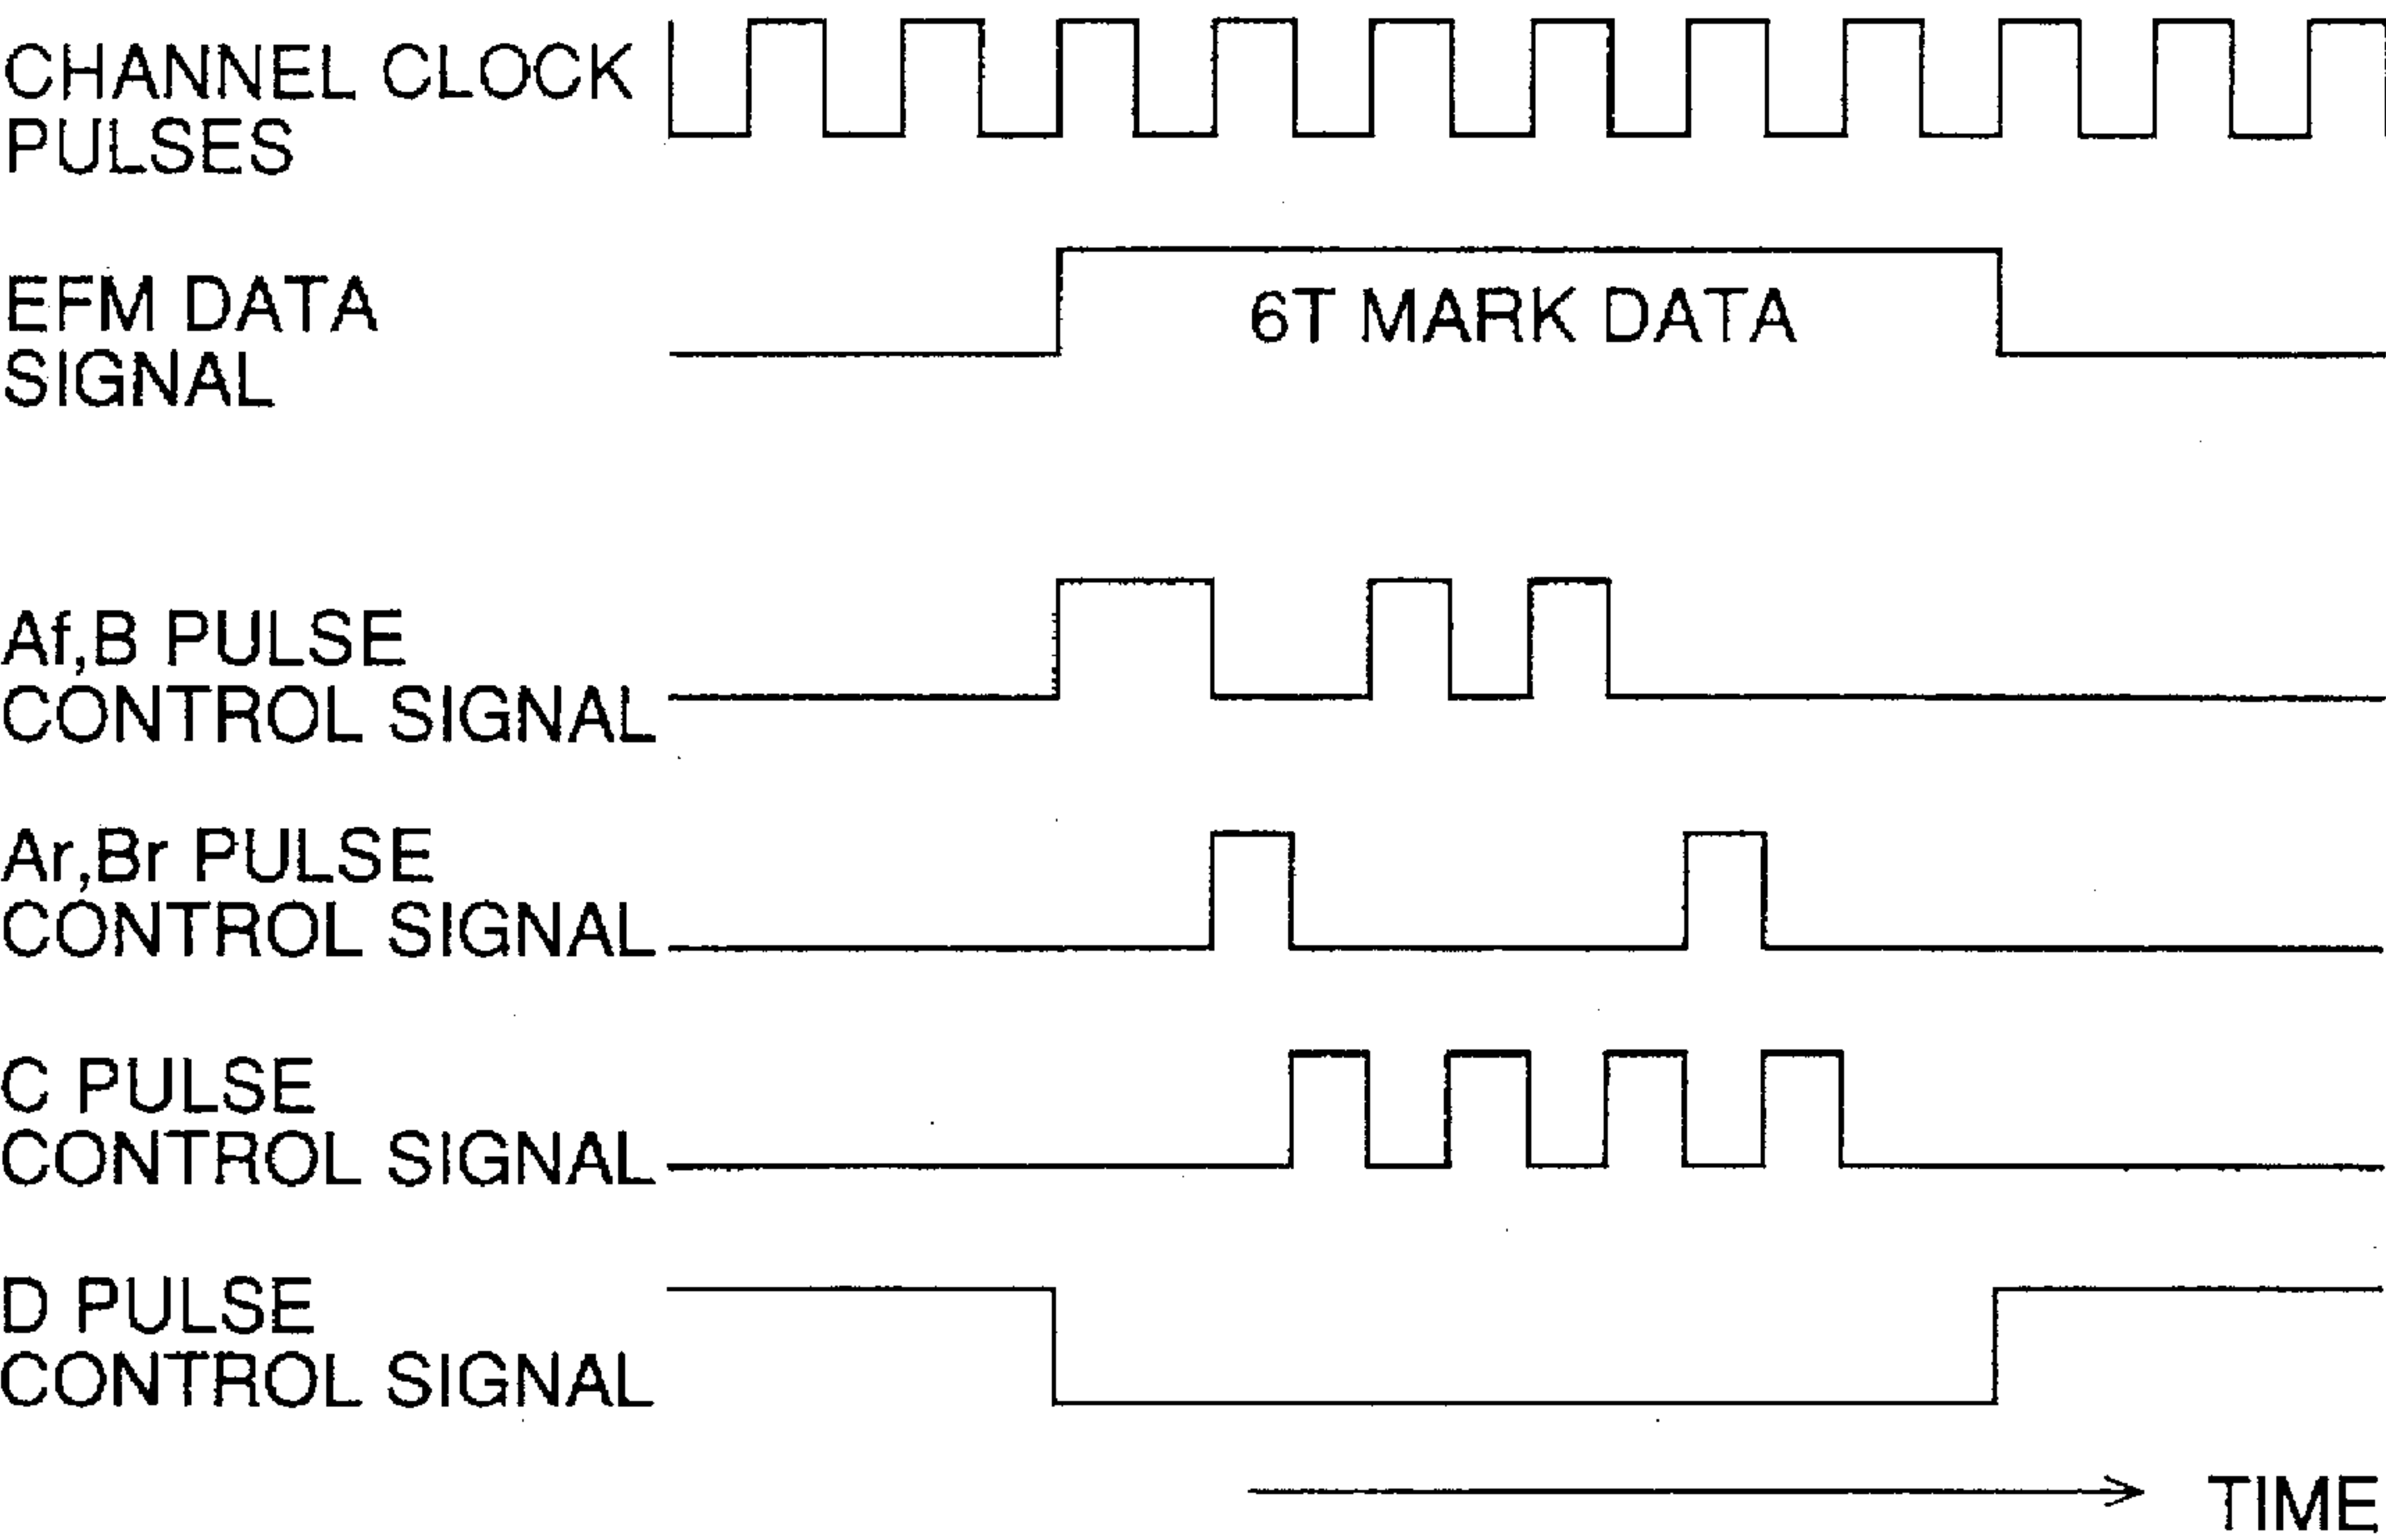 CHANNEL CLOCK
PULSES
EFM DATA
SIGNAL
6T MARK DATA
Af,B PULSE
CONTROL SIGNAL
Ar,Br PULSE
CONTROL SIGNAL
C PULSE
CONTROL SIGNAL
D PULSE
CONTROL SIGNAL
TIME